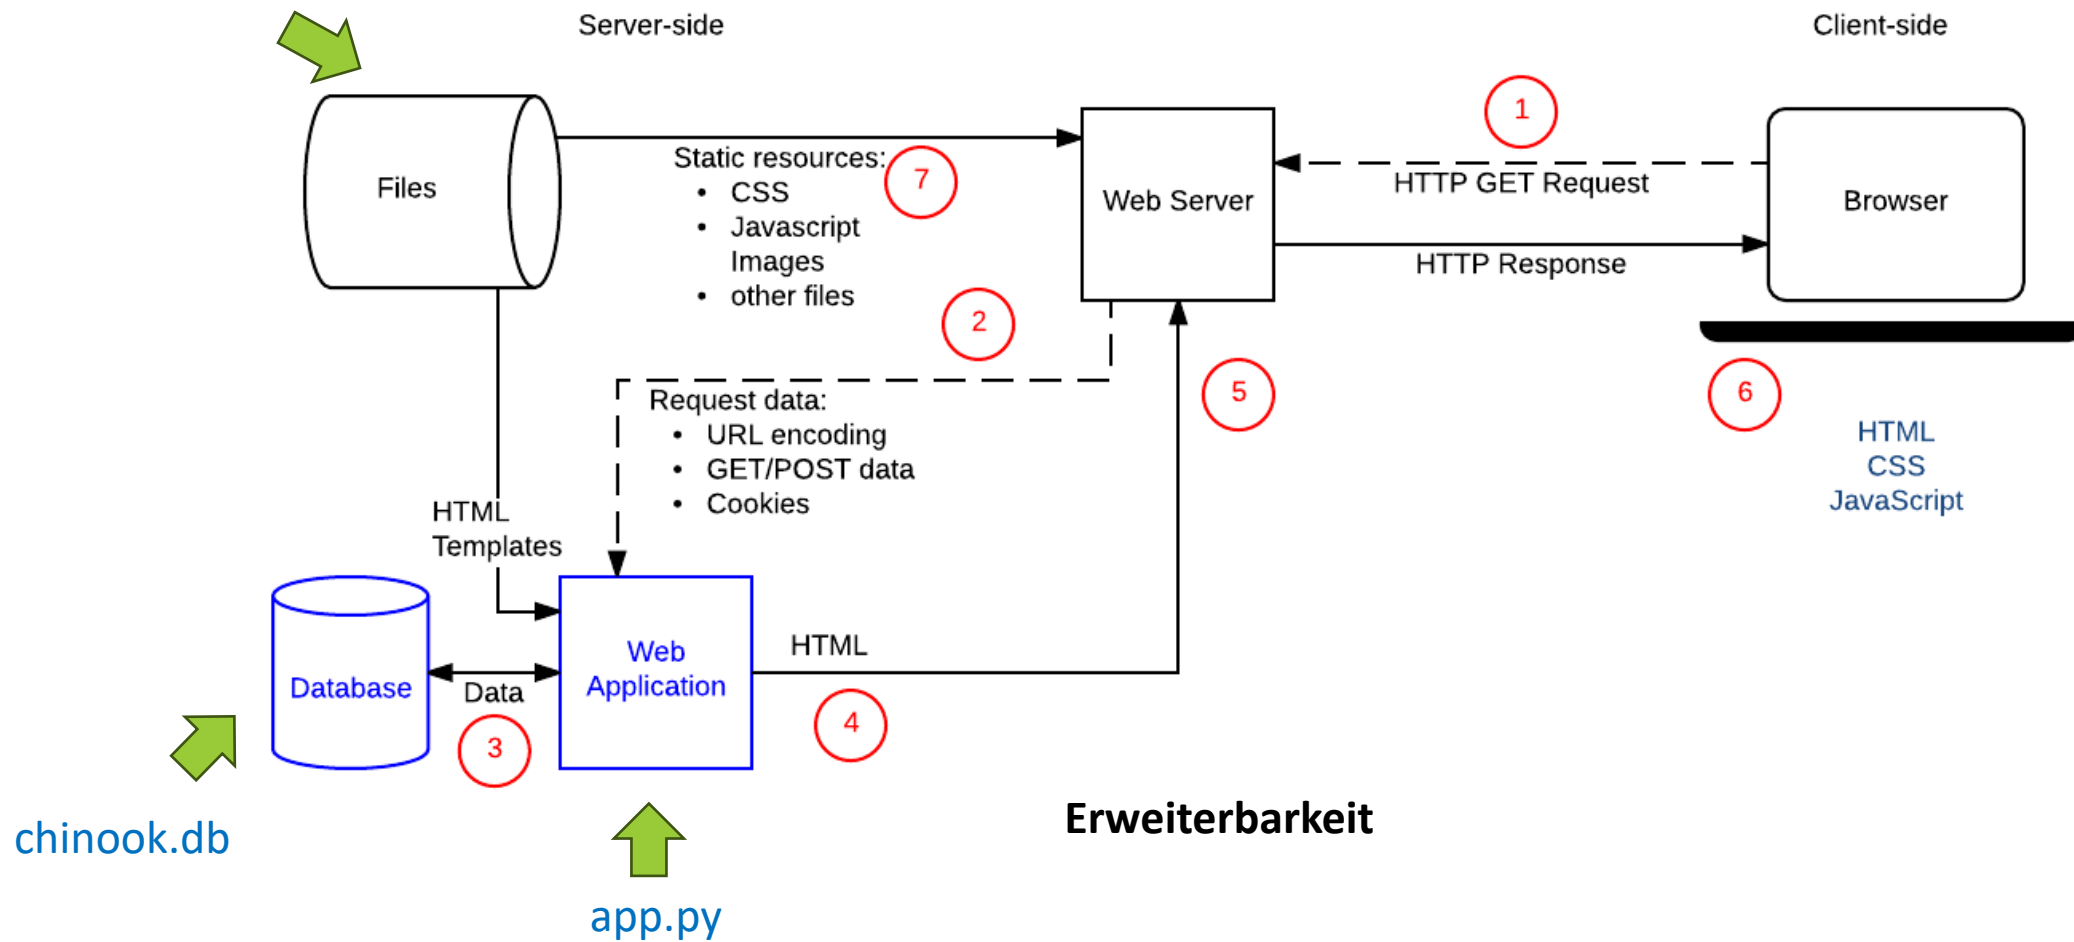 Server-side
Client-side
Files
Static resources:
• CSS
• Javascript
Images
• other files
7
Web Server
1
HTTP GET Request
HTTP Response
Browser
2
Request data:
• URL encoding
• GET/POST data
• Cookies
5
6
HTML
CSS
JavaScript
HTML
Templates
Database
Data
3
Web
Application
HTML
4
chinook.db
app.py
Erweiterbarkeit